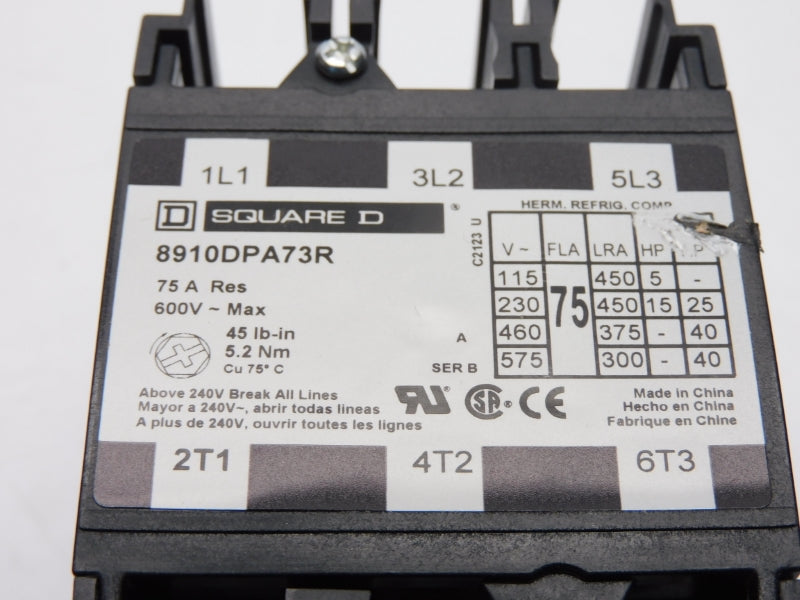 1L1 3L2 5L3
D SQUARE D ®
HERM. REFRIG. COMP.
8910DPA73R
75 A Res
600V ~ Max
45 lb-in
5.2 Nm
Cu 75° C
C2123 U
A
SER B
V ~ FLA LRA HP
115 75 450 5 -
230 450 15 25
460 375 - 40
575 300 - 40
Above 240V Break All Lines
Mayor a 240V~, abrir todas lineas
A plus de 240V, ouvrir toutes les lignes
UR SA ® CE
Made in China
Hecho en China
Fabrique en Chine
2T1 4T2 6T3